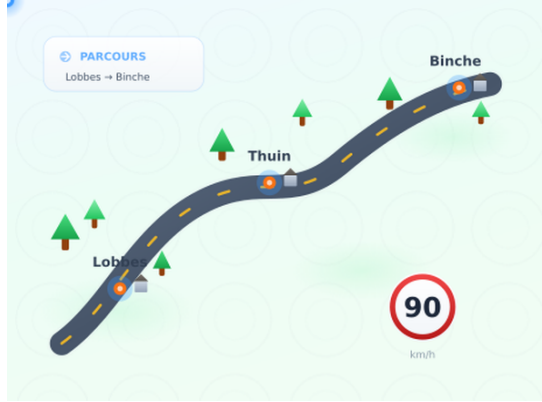 PARCOURS
Lobbes → Binche
Binche
Thuin
Lobbes
90
km/h